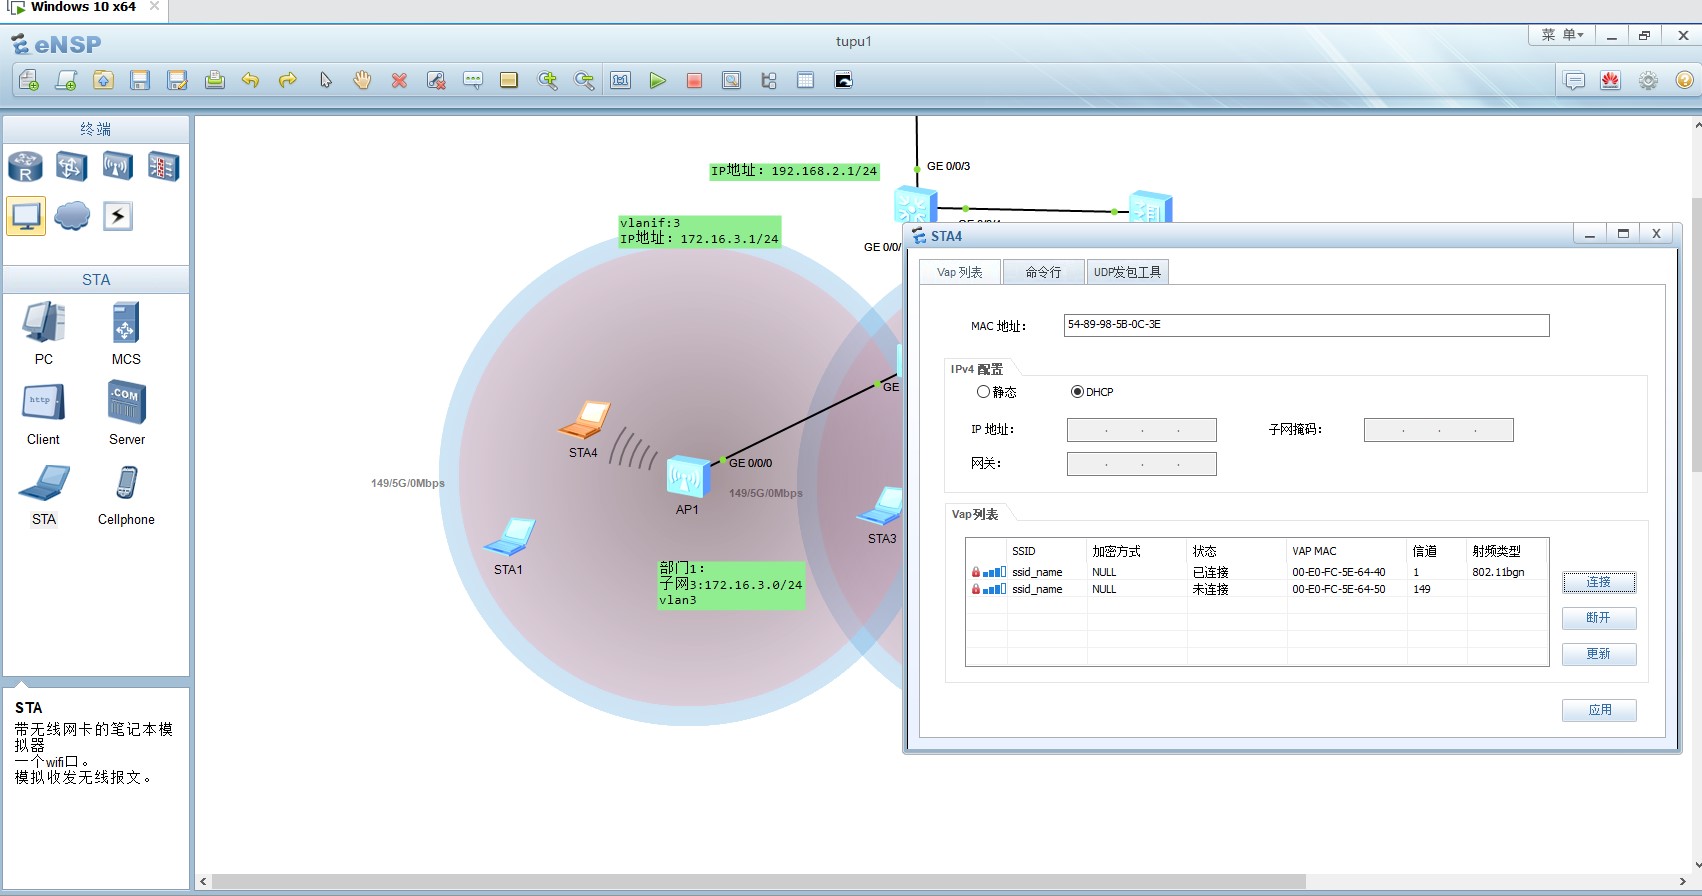 Windows 10 x64
eNSP
tupu1
菜 单
终端
STA
PC
MCS
Client
Server
STA
Cellphone
STA
带无线网卡的笔记本模
拟器
一个wifi口。
模拟收发无线报文。
GE 0/0/3
IP地址: 192.168.2.1/24
vlanif:3
IP地址: 172.16.3.1/24
GE 0/0/
GE
STA4
GE 0/0/0
149/5G/0Mbps
149/5G/0Mbps
AP1
STA3
STA1
部门1:
子网3:172.16.3.0/24
vlan3
STA4
Vap 列表
命令行
UDP发包工具
MAC 地址:
54-89-98-5B-0C-3E
IPv4 配置
静态
DHCP
IP 地址:
子网掩码:
网关:
Vap列表
SSID 加密方式 状态 VAP MAC 信道 射频类型
ssid_name NULL 已连接 00-E0-FC-5E-64-40 1 802.11bgn
ssid_name NULL 未连接 00-E0-FC-5E-64-50 149
连接
断开
更新
应用